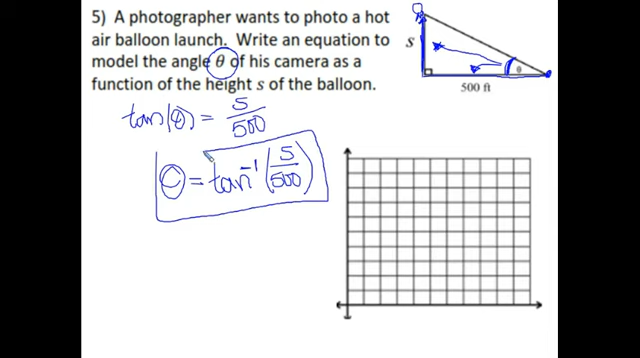 5) A photographer wants to photo a hot
air balloon launch. Write an equation to
model the angle θ of his camera as a
function of the height s of the balloon.
s
θ
500 ft
tan(θ) = s/500
θ = tan⁻¹(s/500)